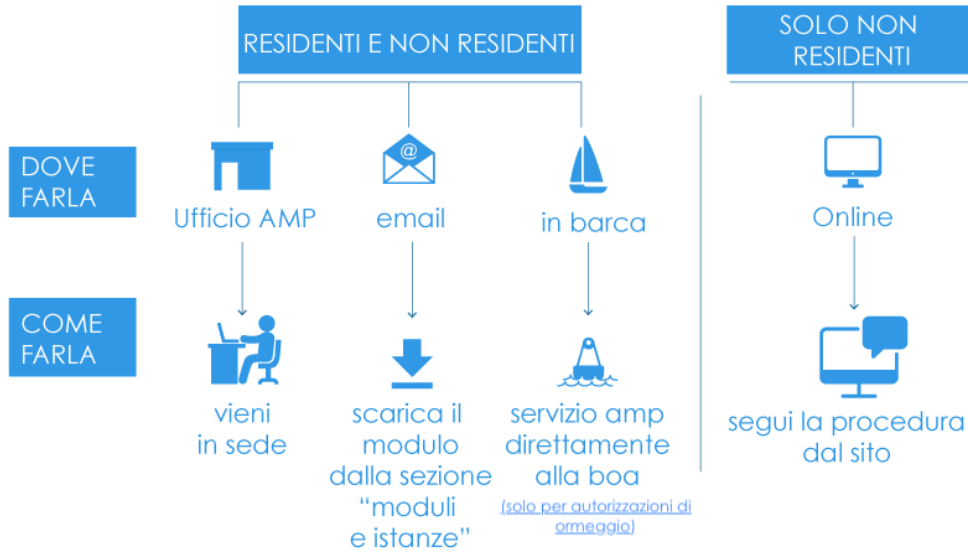 RESIDENTI E NON RESIDENTI
SOLO NON
RESIDENTI
DOVE
FARLA
@
Ufficio AMP
email
in barca
Online
COME
FARLA
vieni
in sede
scarica il
modulo
dalla sezione
“moduli
e istanze”
servizio amp
direttamente
alla boa
(solo per autorizzazioni di
ormeggio)
segui la procedura
dal sito